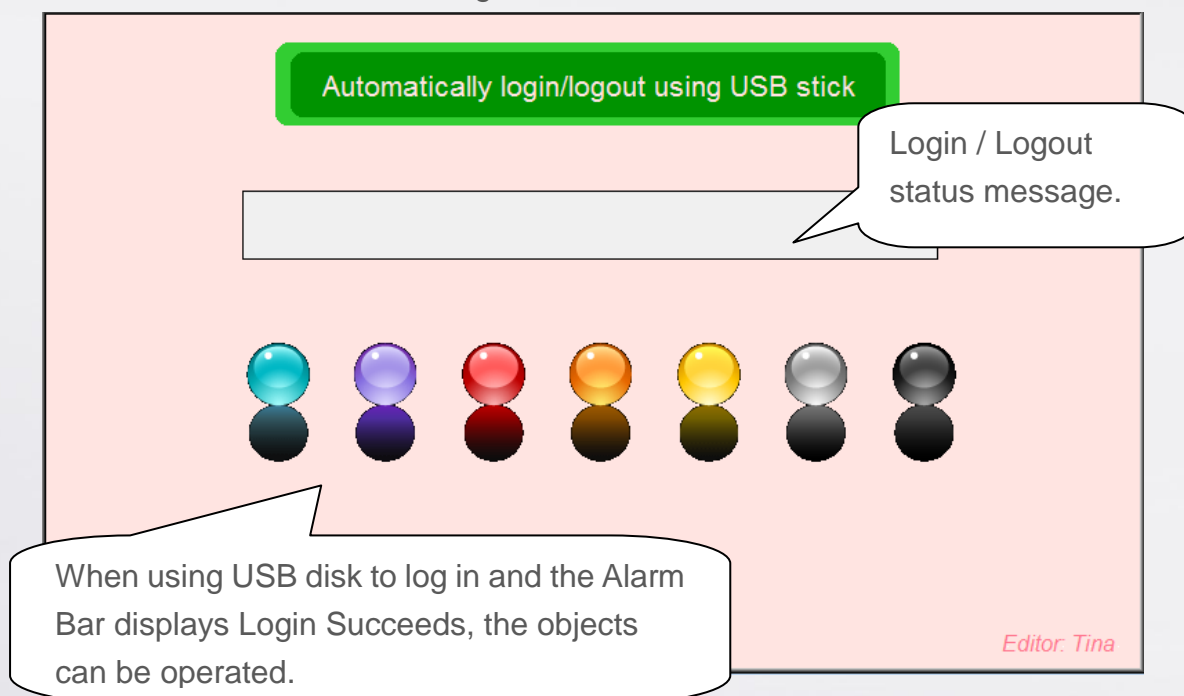 Automatically login/logout using USB stick
Login / Logout
status message.
When using USB disk to log in and the Alarm
Bar displays Login Succeeds, the objects
can be operated.
Editor: Tina